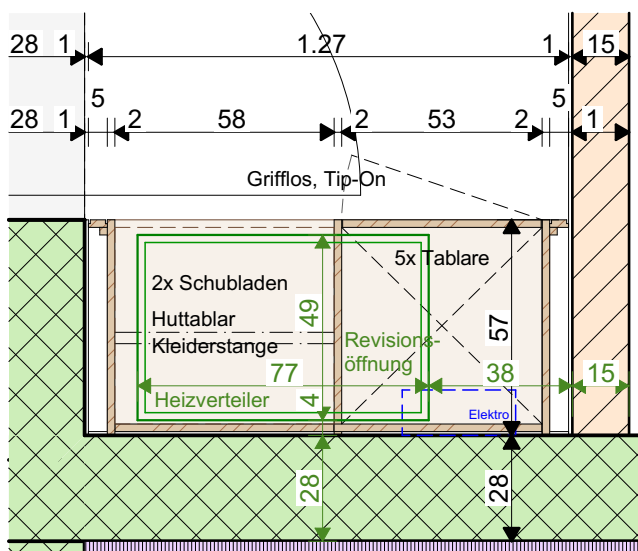 28 1 1.27 1 15
5 5
28 1 2 58 2 53 2 1
Grifflos, Tip-On
5x Tablare
2x Schubladen
Huttablar
Kleiderstange
49
57
Revisions-
öffnung
77 38 15
Heizverteiler
4
Elektro
28 28